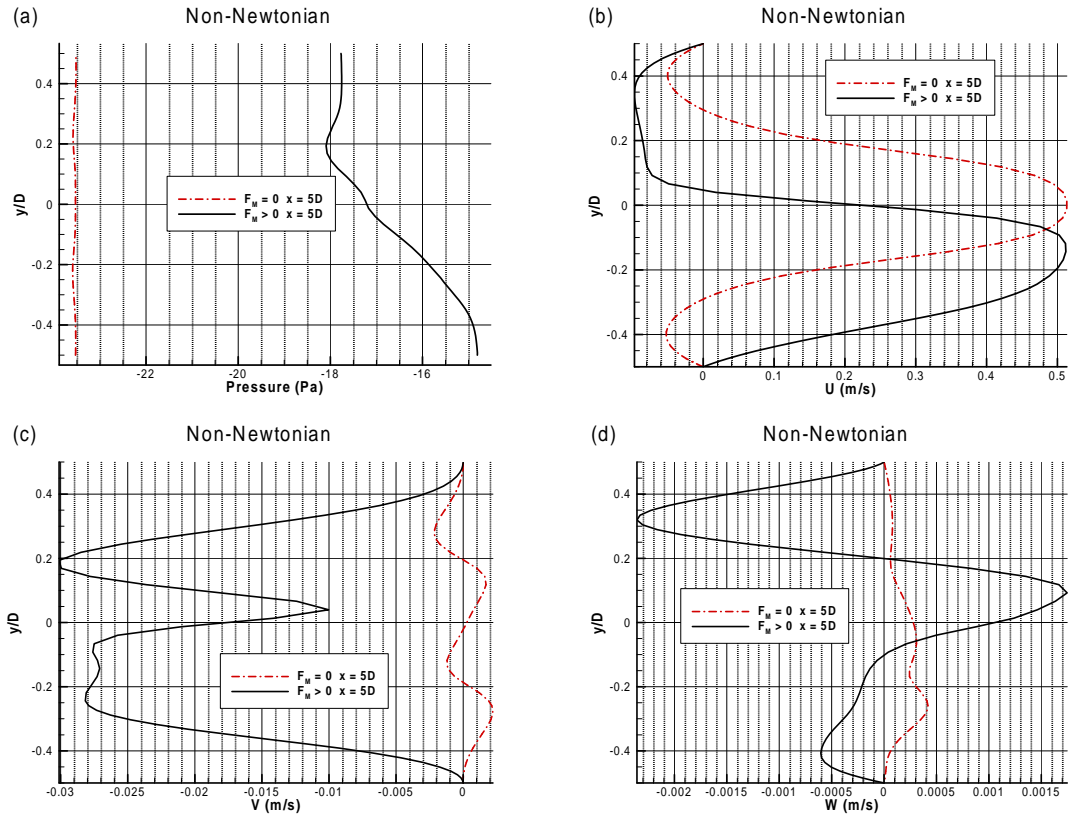 (a) Non-Newtonian
y/D
0.4
0.2
0
-0.2
-0.4
F_M = 0 x = 5D
F_M > 0 x = 5D
-22 -20 -18 -16
Pressure (Pa)
(b) Non-Newtonian
y/D
0.4
0.2
0
-0.2
-0.4
F_M = 0 x = 5D
F_M > 0 x = 5D
0 0.1 0.2 0.3 0.4 0.5
U (m/s)
(c) Non-Newtonian
y/D
0.4
0.2
0
-0.2
-0.4
F_M = 0 x = 5D
F_M > 0 x = 5D
-0.03 -0.025 -0.02 -0.015 -0.01 -0.005 0
V (m/s)
(d) Non-Newtonian
y/D
0.4
0.2
0
-0.2
-0.4
F_M = 0 x = 5D
F_M > 0 x = 5D
-0.002 -0.0015 -0.001 -0.0005 0 0.0005 0.001 0.0015
W (m/s)